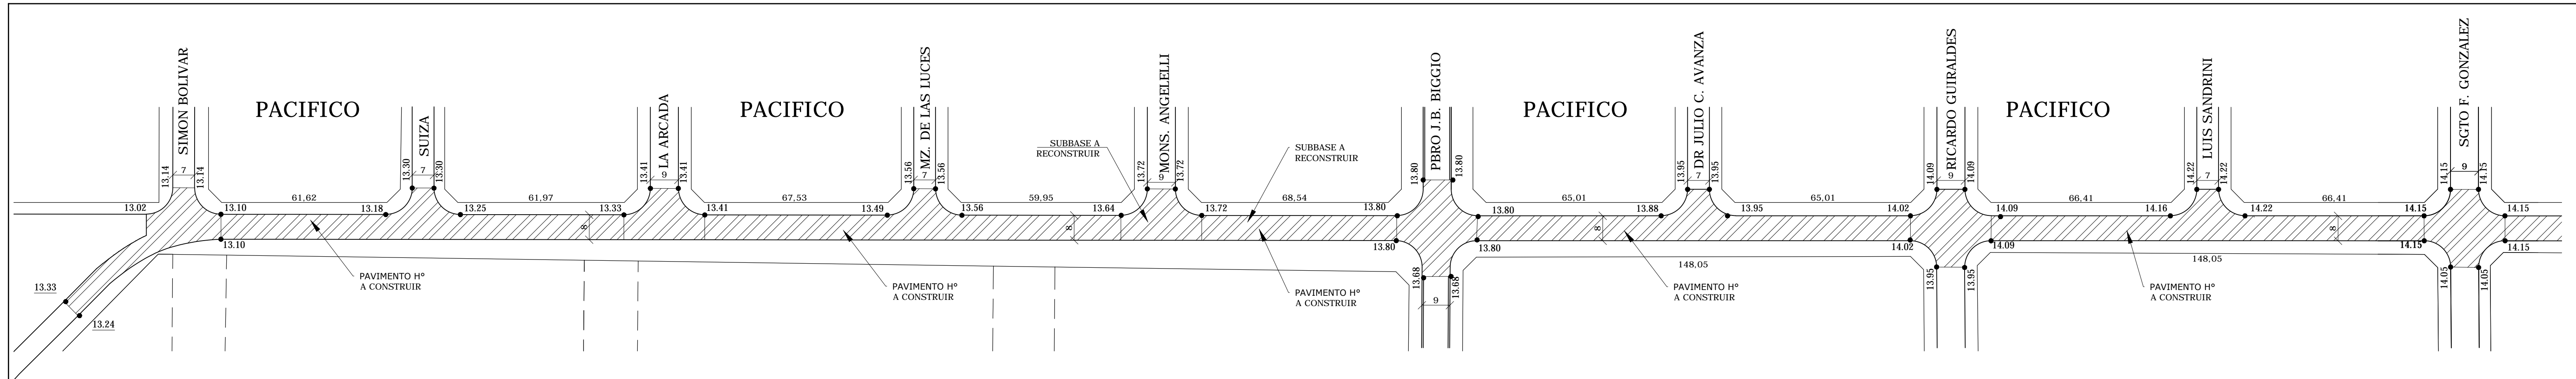 SIMON BOLIVAR
PACIFICO
SUIZA
LA ARCADA
PACIFICO
MZ. DE LAS LUCES
MONS. ANGELELLI
PBRO J.B. BIGGIO
PACIFICO
DR JULIO C. AVANZA
RICARDO GUIRALDES
PACIFICO
LUIS SANDRINI
SGTO F. GONZALEZ
SUBBASE A
RECONSTRUIR
SUBBASE A
RECONSTRUIR
13.14
7
13.14
13.30
7
13.30
13.41
9
13.41
13.56
7
13.56
13.72
9
13.72
13.80
13.80
13.95
7
13.95
14.09
9
14.09
14.22
7
14.22
14.15
9
14.15
61,62
61,97
67,53
59,95
68,54
65,01
65,01
66,41
66,41
13.02
13.10
13.18
13.25
13.33
13.41
13.49
13.56
13.64
13.72
13.80
13.80
13.88
13.95
14.02
14.09
14.16
14.22
14.15
14.15
8
8
8
8
13.10
13.80
13.80
14.02
14.09
14.15
14.15
148,05
148,05
13.68
13.68
9
13.95
13.95
14.05
14.05
PAVIMENTO H°
A CONSTRUIR
PAVIMENTO H°
A CONSTRUIR
PAVIMENTO H°
A CONSTRUIR
PAVIMENTO H°
A CONSTRUIR
PAVIMENTO H°
A CONSTRUIR
13.33
13.24